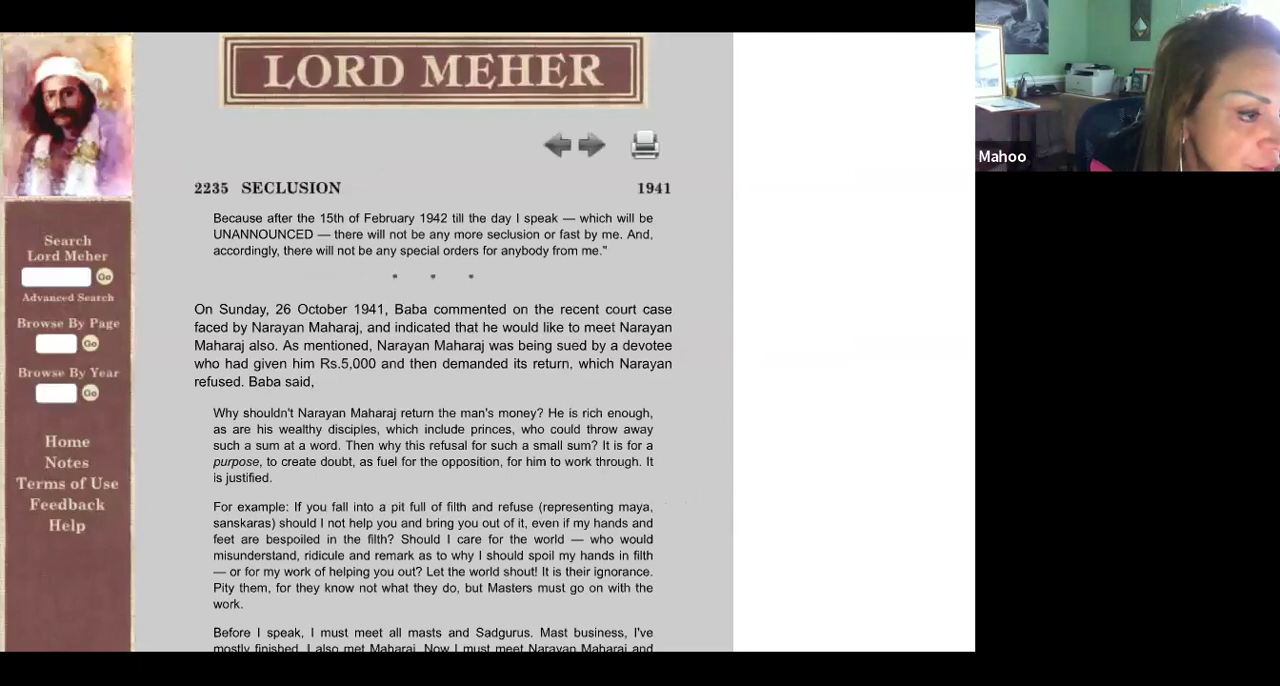 LORD MEHER
2235 SECLUSION 1941
Because after the 15th of February 1942 till the day I speak — which will be
UNANNOUNCED — there will not be any more seclusion or fast by me. And,
accordingly, there will not be any special orders for anybody from me."
* * *
On Sunday, 26 October 1941, Baba commented on the recent court case
faced by Narayan Maharaj, and indicated that he would like to meet Narayan
Maharaj also. As mentioned, Narayan Maharaj was being sued by a devotee
who had given him Rs.5,000 and then demanded its return, which Narayan
refused. Baba said,
Why shouldn't Narayan Maharaj return the man's money? He is rich enough,
as are his wealthy disciples, which include princes, who could throw away
such a sum at a word. Then why this refusal for such a small sum? It is for a
purpose, to create doubt, as fuel for the opposition, for him to work through. It
is justified.
For example: If you fall into a pit full of filth and refuse (representing maya,
sanskaras) should I not help you and bring you out of it, even if my hands and
feet are bespoiled in the filth? Should I care for the world — who would
misunderstand, ridicule and remark as to why I should spoil my hands in filth
— or for my work of helping you out? Let the world shout! It is their ignorance.
Pity them, for they know not what they do, but Masters must go on with the
work.
Before I speak, I must meet all masts and Sadgurus. Mast business, I've
mostly finished. I also met Maharaj. Now I must meet Narayan Maharaj and
Search
Lord Meher
Go
Advanced Search
Browse By Page
Go
Browse By Year
Go
Home
Notes
Terms of Use
Feedback
Help
Mahoo